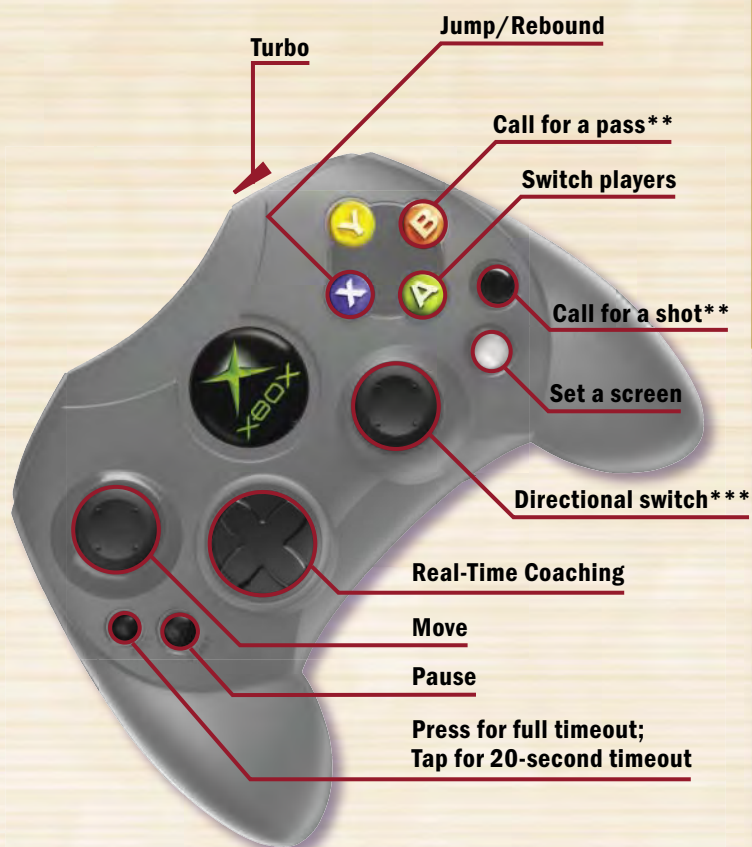 Jump/Rebound
Turbo
Call for a pass**
Switch players
Y
B
X
A
Call for a shot**
Set a screen
XBOX
Directional switch***
Real-Time Coaching
Move
Pause
Press for full timeout;
Tap for 20-second timeout